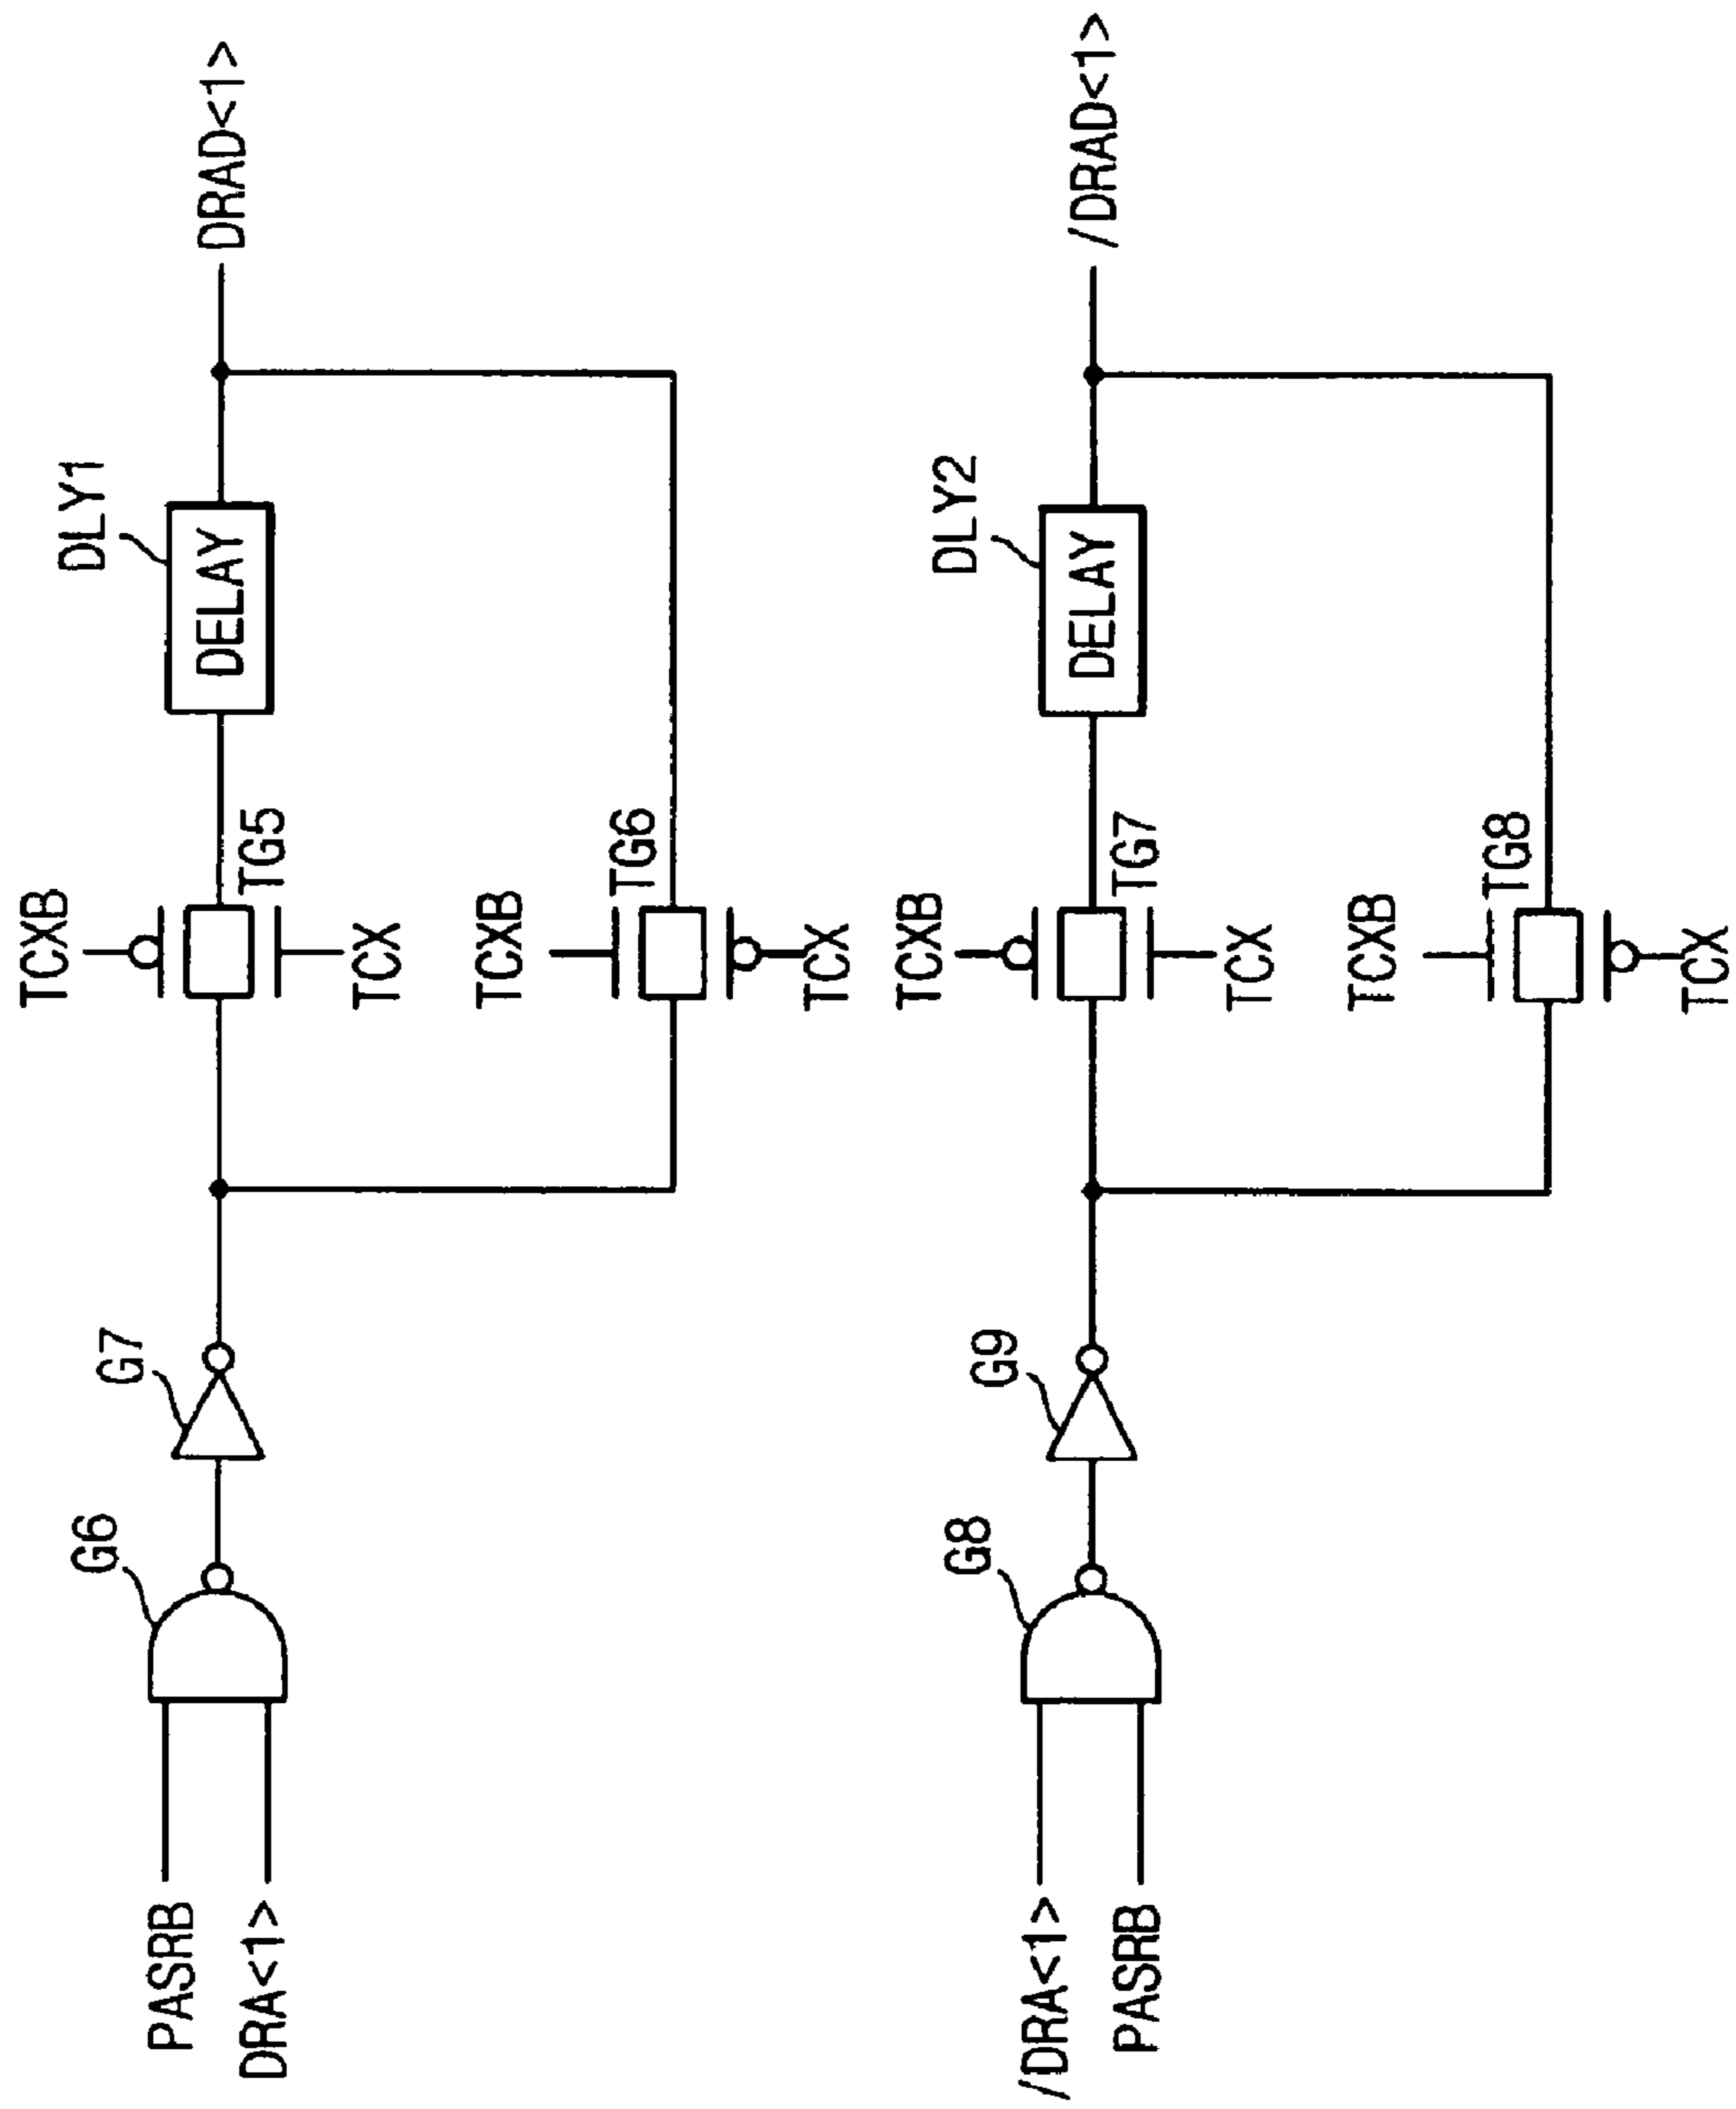 PASRB
DRA<1>
G6
G7
TCXB
TG5
TCX
TCXB
TG6
TCX
DLY1
DELAY
DRAD<1>
/DRA<1>
PASRB
G8
G9
TCXB
TG7
TCX
TCXB
TG8
TCX
DLY2
DELAY
/DRAD<1>